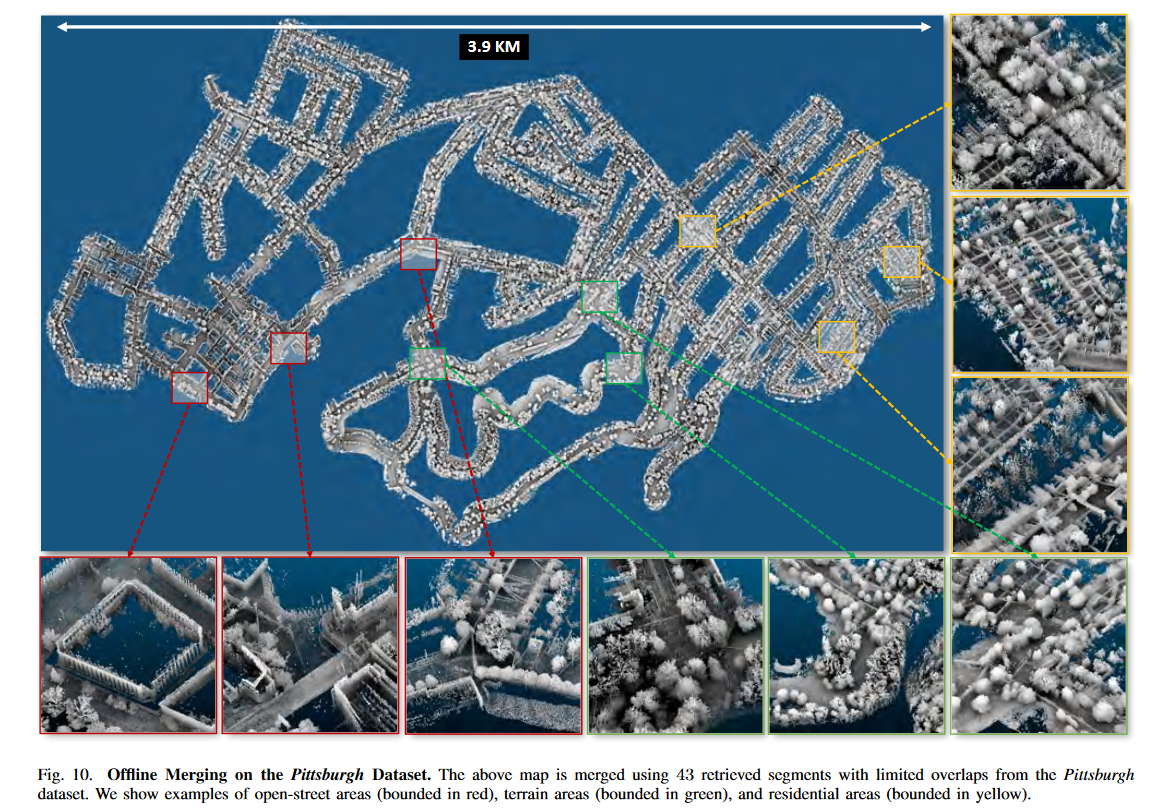 3.9 KM
Fig. 10. Offline Merging on the Pittsburgh Dataset. The above map is merged using 43 retrieved segments with limited overlaps from the Pittsburgh
dataset. We show examples of open-street areas (bounded in red), terrain areas (bounded in green), and residential areas (bounded in yellow).